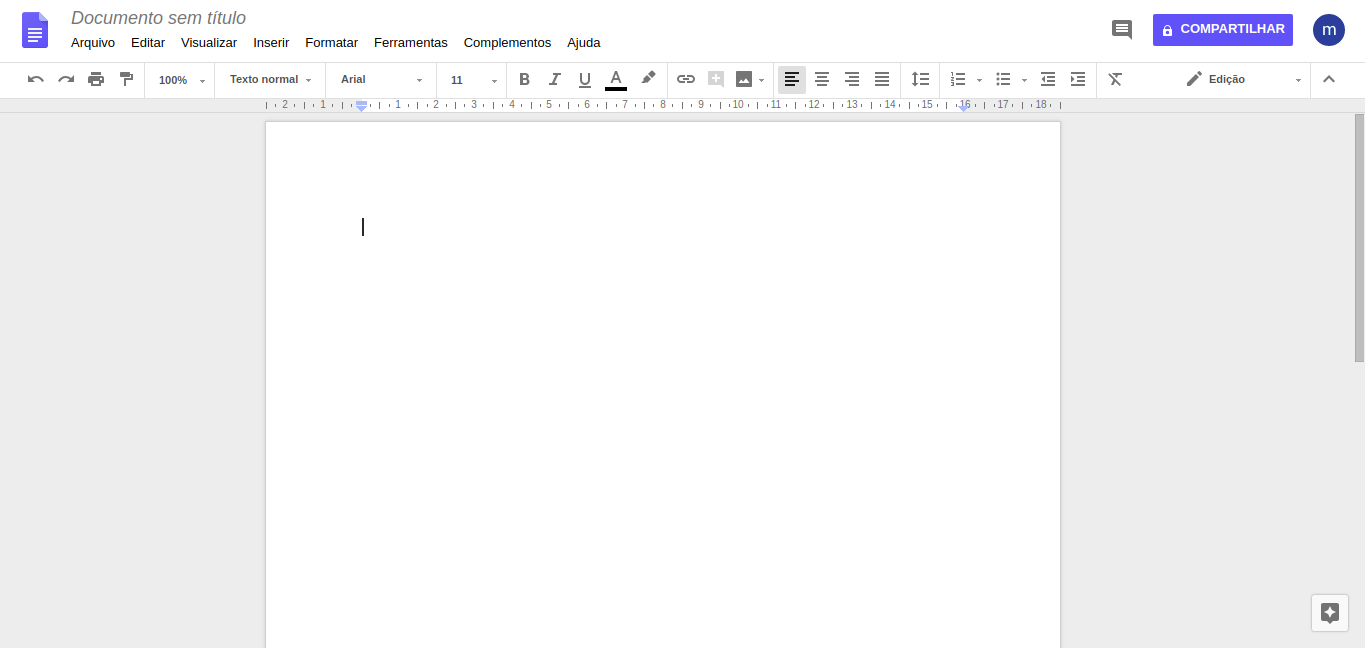 Documento sem título
Arquivo Editar Visualizar Inserir Formatar Ferramentas Complementos Ajuda
COMPARTILHAR
m
100% Texto normal Arial 11 B I U A Edição
2 1 1 2 3 4 5 6 7 8 9 10 11 12 13 14 15 16 17 18